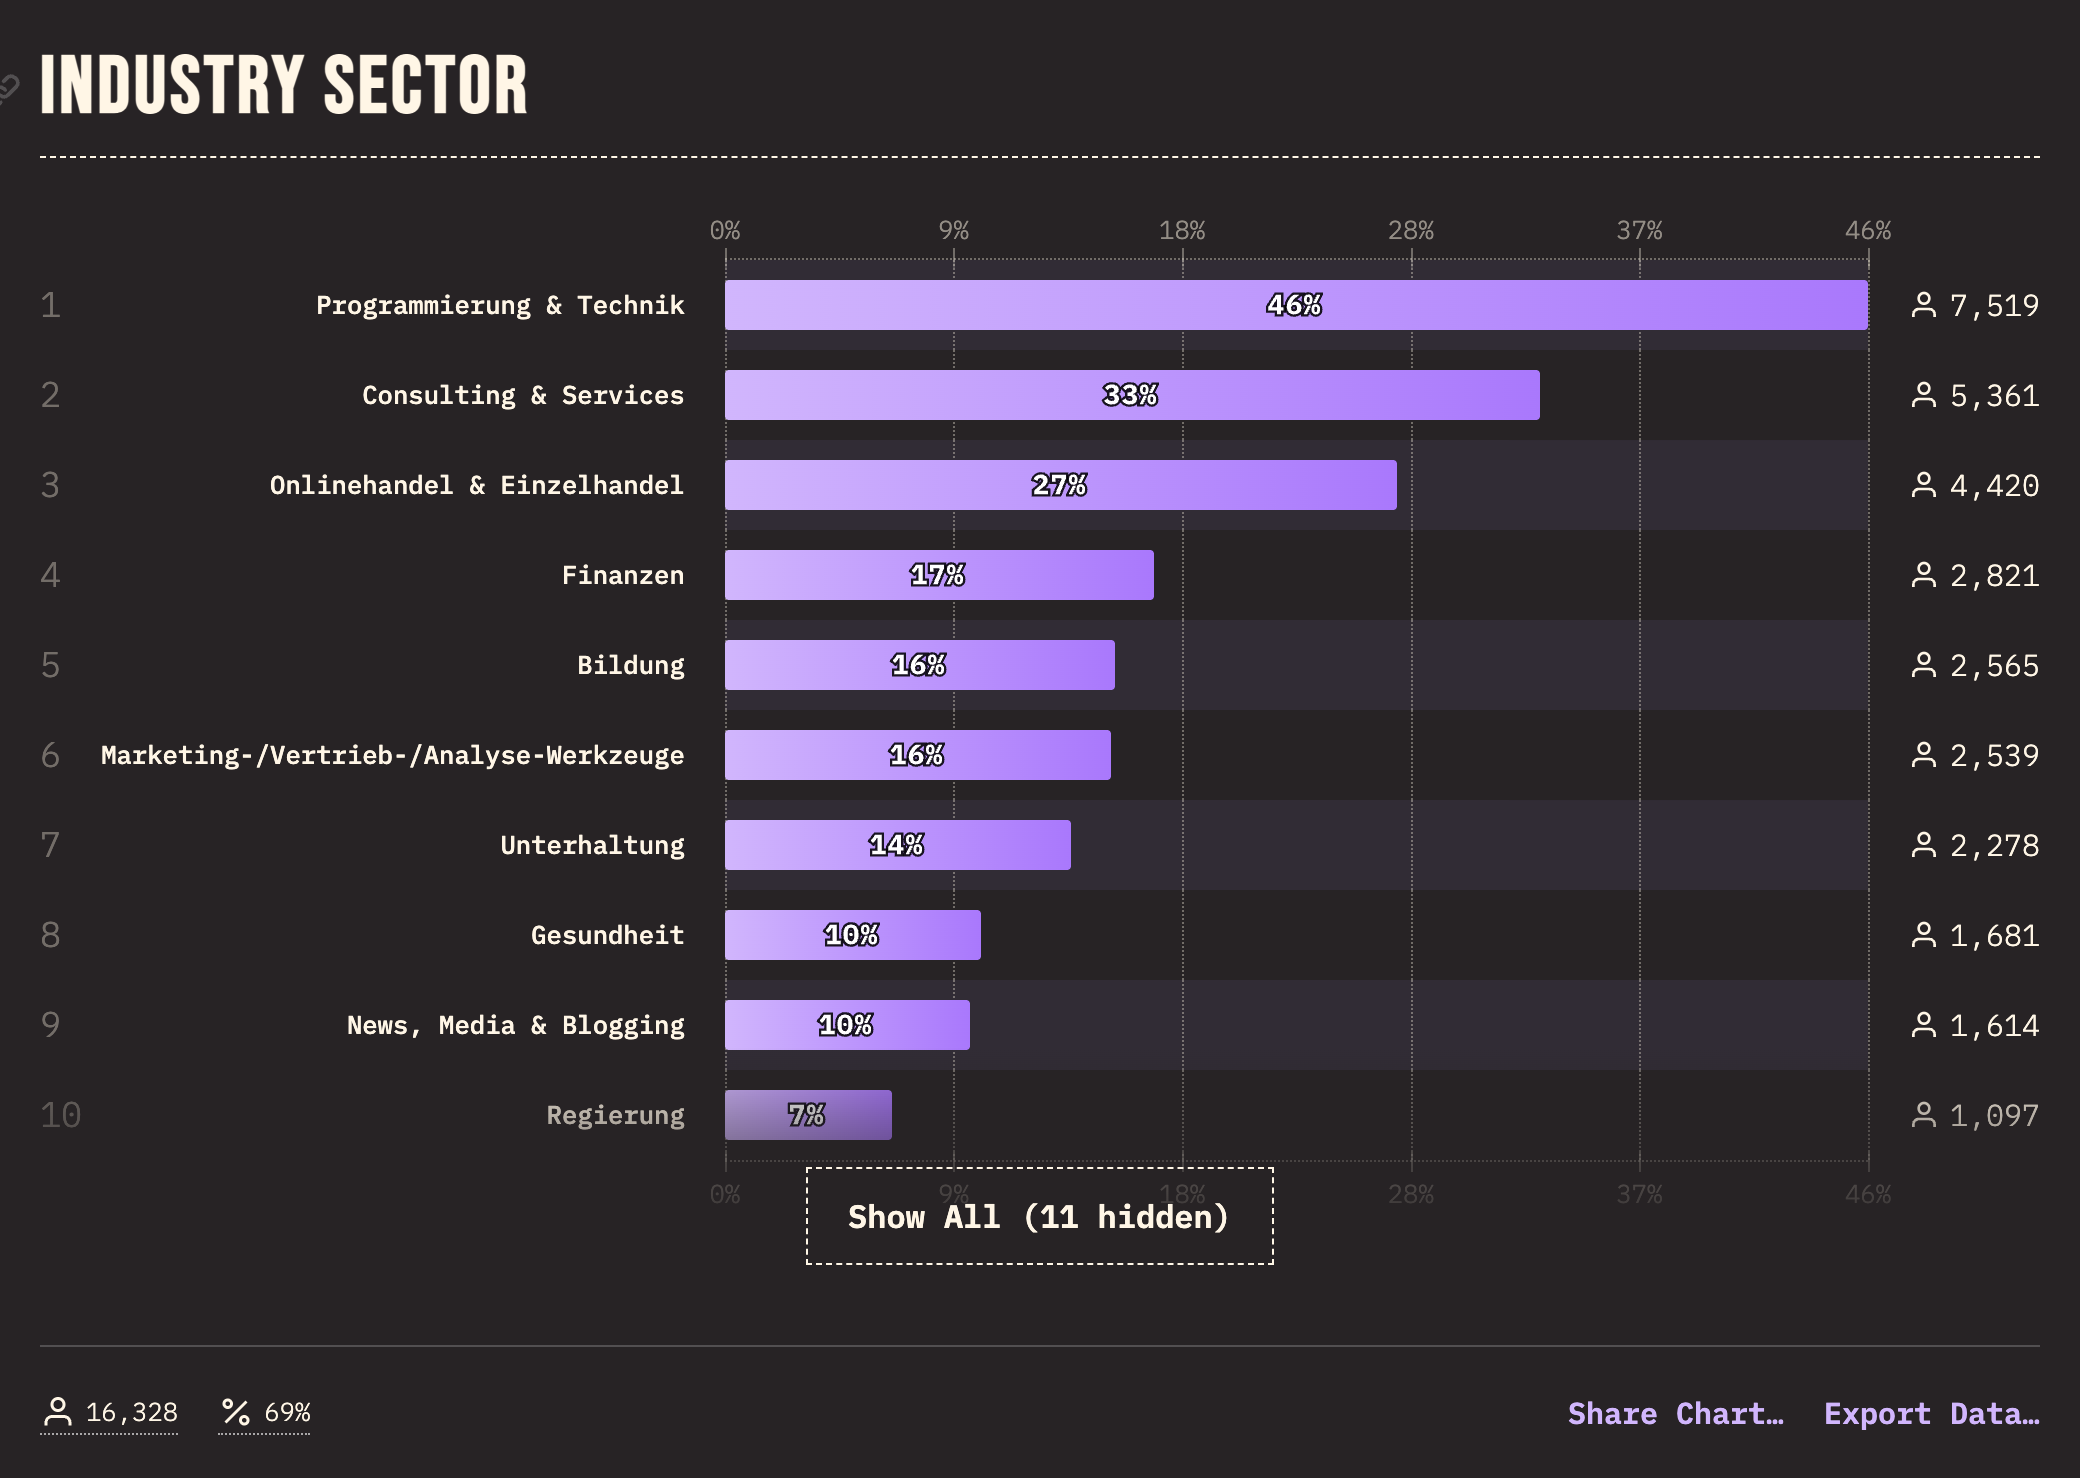 INDUSTRY SECTOR
0% 9% 18% 28% 37% 46%
1 Programmierung & Technik 46% 7,519
2 Consulting & Services 33% 5,361
3 Onlinehandel & Einzelhandel 27% 4,420
4 Finanzen 17% 2,821
5 Bildung 16% 2,565
6 Marketing-/Vertrieb-/Analyse-Werkzeuge 16% 2,539
7 Unterhaltung 14% 2,278
8 Gesundheit 10% 1,681
9 News, Media & Blogging 10% 1,614
10 Regierung 7% 1,097
0% 9% 18% 28% 37% 46%
Show All (11 hidden)
16,328 69% Share Chart… Export Data…